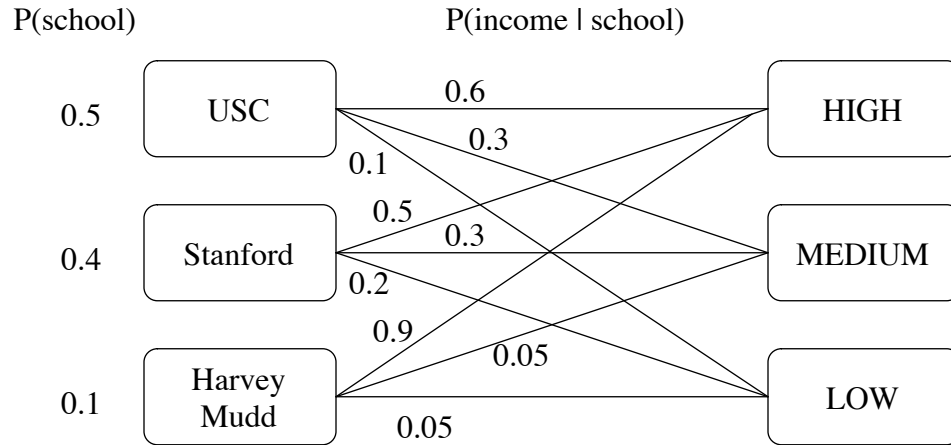 P(school)
P(income | school)
0.5
USC
0.6
HIGH
0.3
0.1
0.5
0.4
Stanford
0.3
MEDIUM
0.2
0.9
0.05
0.1
Harvey
Mudd
LOW
0.05